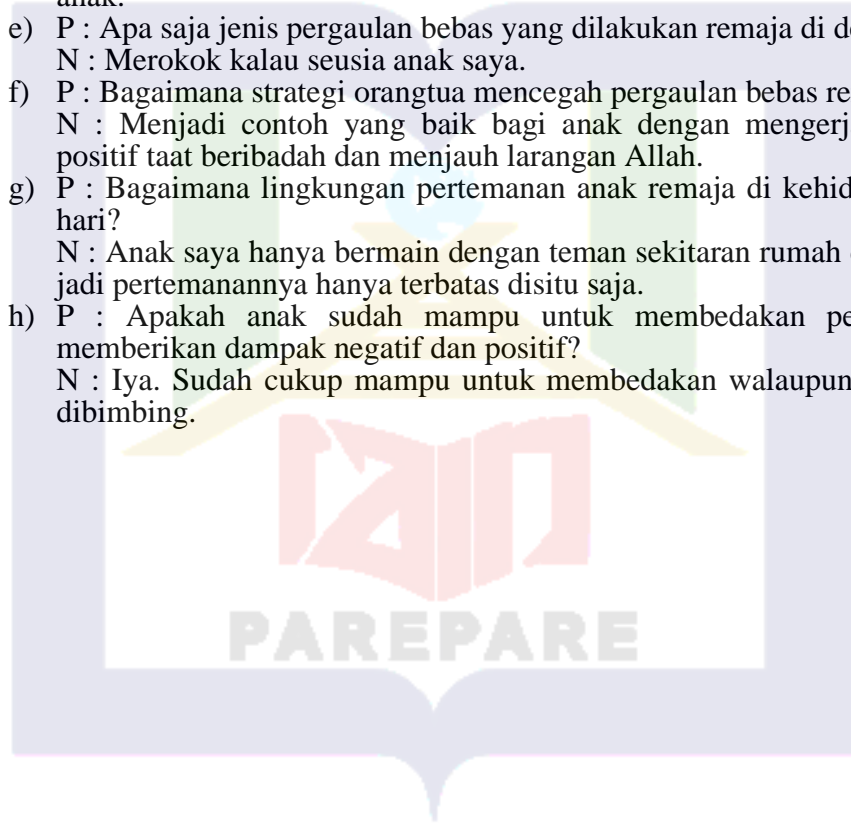 anak.
e) P : Apa saja jenis pergaulan bebas yang dilakukan remaja di
N : Merokok kalau seusia anak saya.
f) P : Bagaimana strategi orangtua mencegah pergaulan bebas
N : Menjadi contoh yang baik bagi anak dengan
positif taat beribadah dan menjauh larangan Allah.
g) P : Bagaimana lingkungan pertemanan anak remaja di
hari?
N : Anak saya hanya bermain dengan teman sekitaran rumah
jadi pertemanannya hanya terbatas disitu saja.
h) P : Apakah anak sudah mampu untuk membedakan
memberikan dampak negatif dan positif?
N : Iya. Sudah cukup mampu untuk membedakan walaupun
dibimbing.
PAREPARE